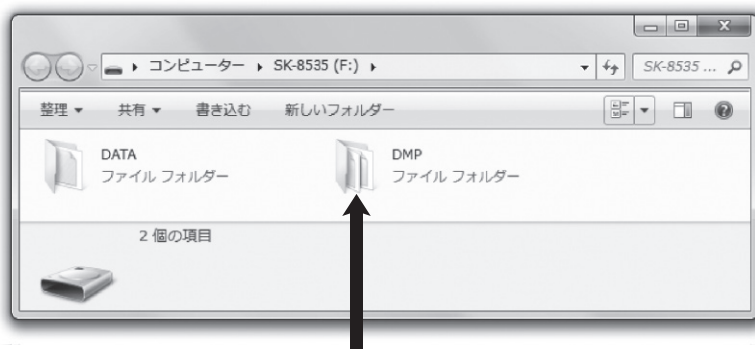 コンピューター SK-8535 (F:) SK-8535 ...
整理 共有 書き込む 新しいフォルダー
DATA
ファイル フォルダー
DMP
ファイル フォルダー
2 個の項目